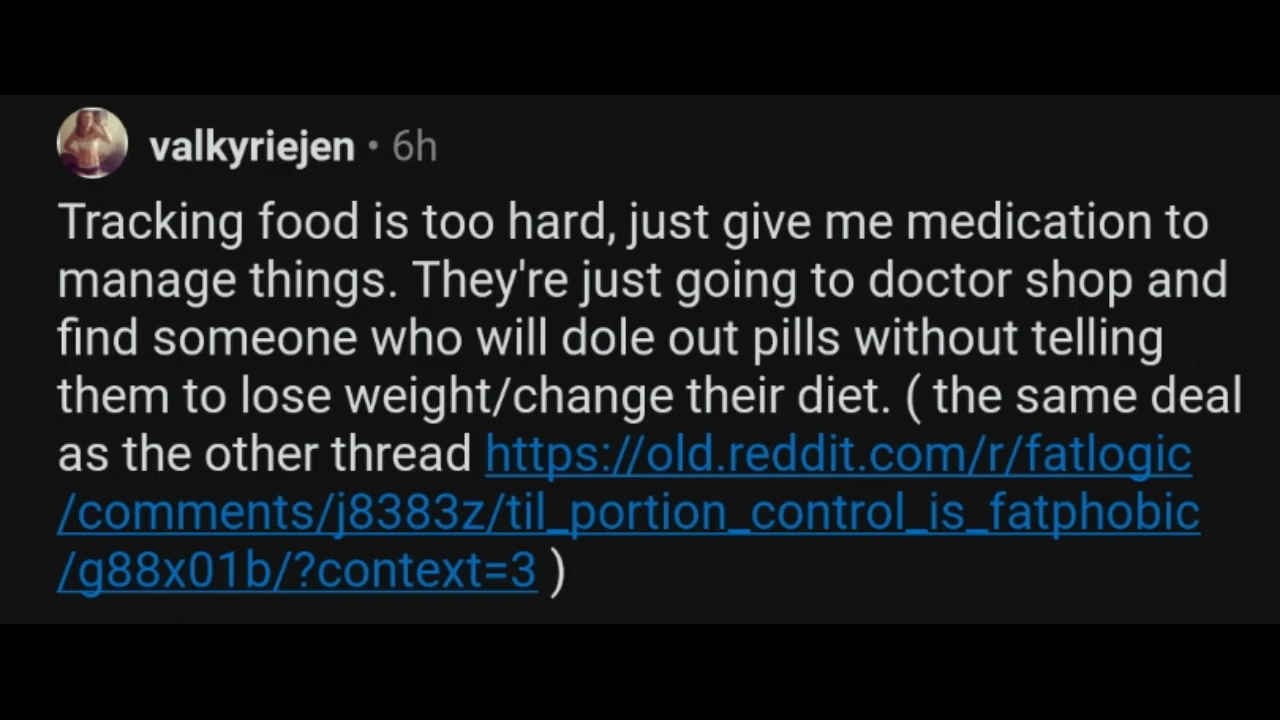 valkyriejen • 6h
Tracking food is too hard, just give me medication to
manage things. They're just going to doctor shop and
find someone who will dole out pills without telling
them to lose weight/change their diet. ( the same deal
as the other thread https://old.reddit.com/r/fatlogic
/comments/j8383z/til_portion_control_is_fatphobic
/g88x01b/?context=3 )